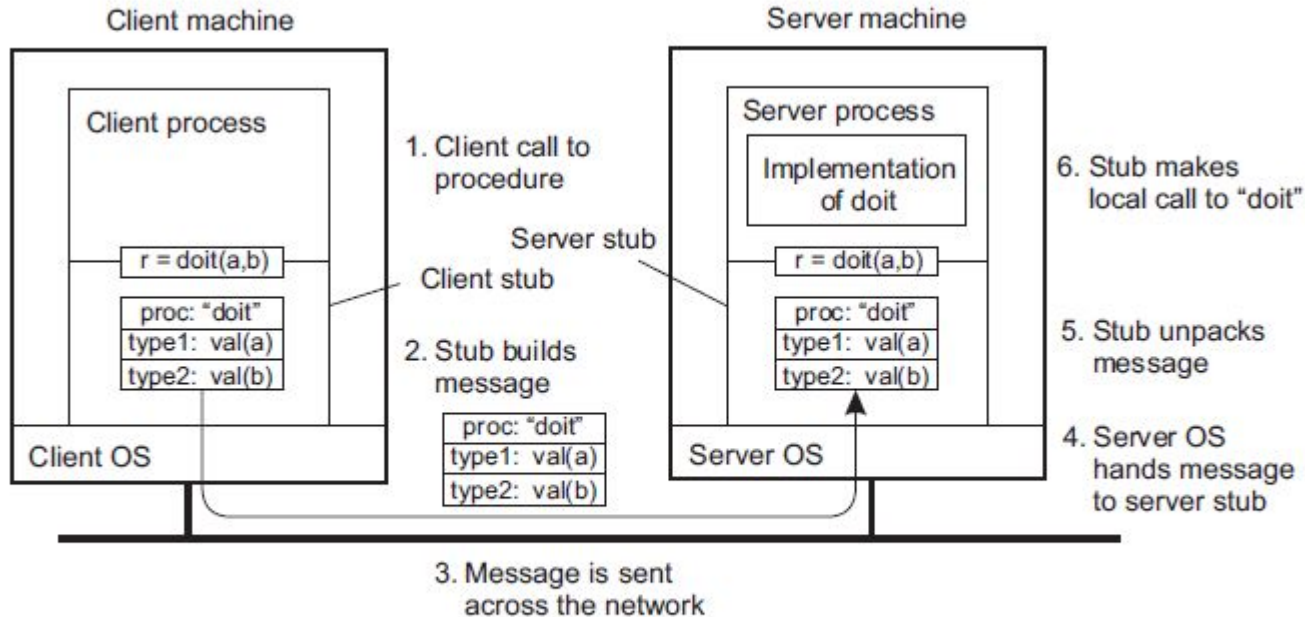 Client machine
Server machine
Client process
1. Client call to
procedure
Server process
Implementation
of doit
6. Stub makes
local call to “doit”
Server stub
r = doit(a,b)
r = doit(a,b)
Client stub
proc: “doit”
type1: val(a)
type2: val(b)
2. Stub builds
message
proc: “doit”
type1: val(a)
type2: val(b)
proc: “doit”
type1: val(a)
type2: val(b)
5. Stub unpacks
message
Client OS
Server OS
4. Server OS
hands message
to server stub
3. Message is sent
across the network